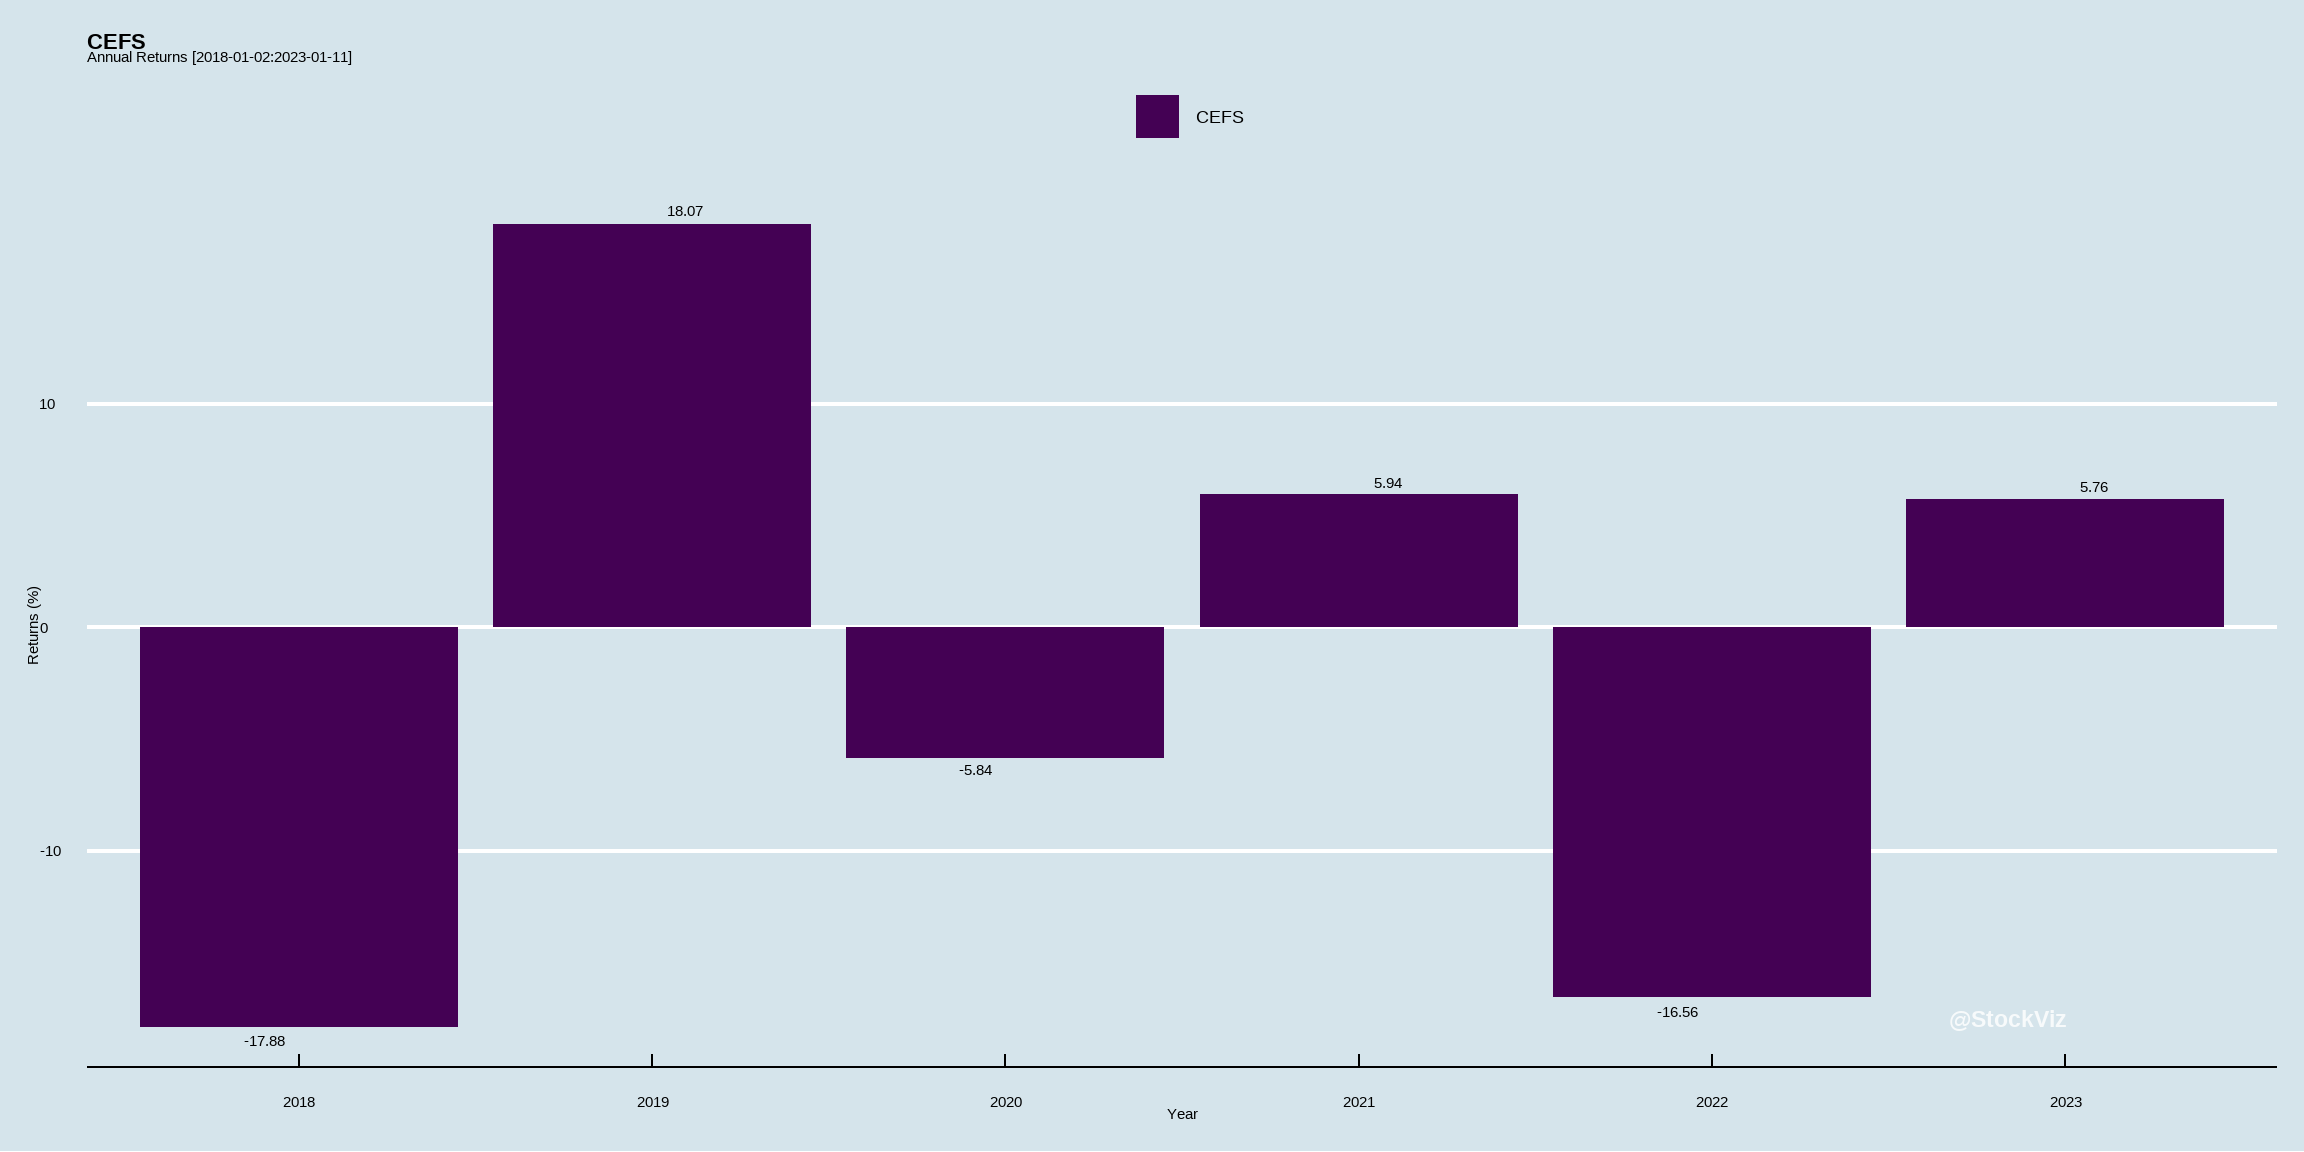 CEFS
Annual Returns [2018-01-02:2023-01-11]
CEFS
18.07
10
5.94
5.76
Returns (%)
0
-5.84
-10
-16.56
@StockViz
-17.88
2018 2019 2020 2021 2022 2023
Year